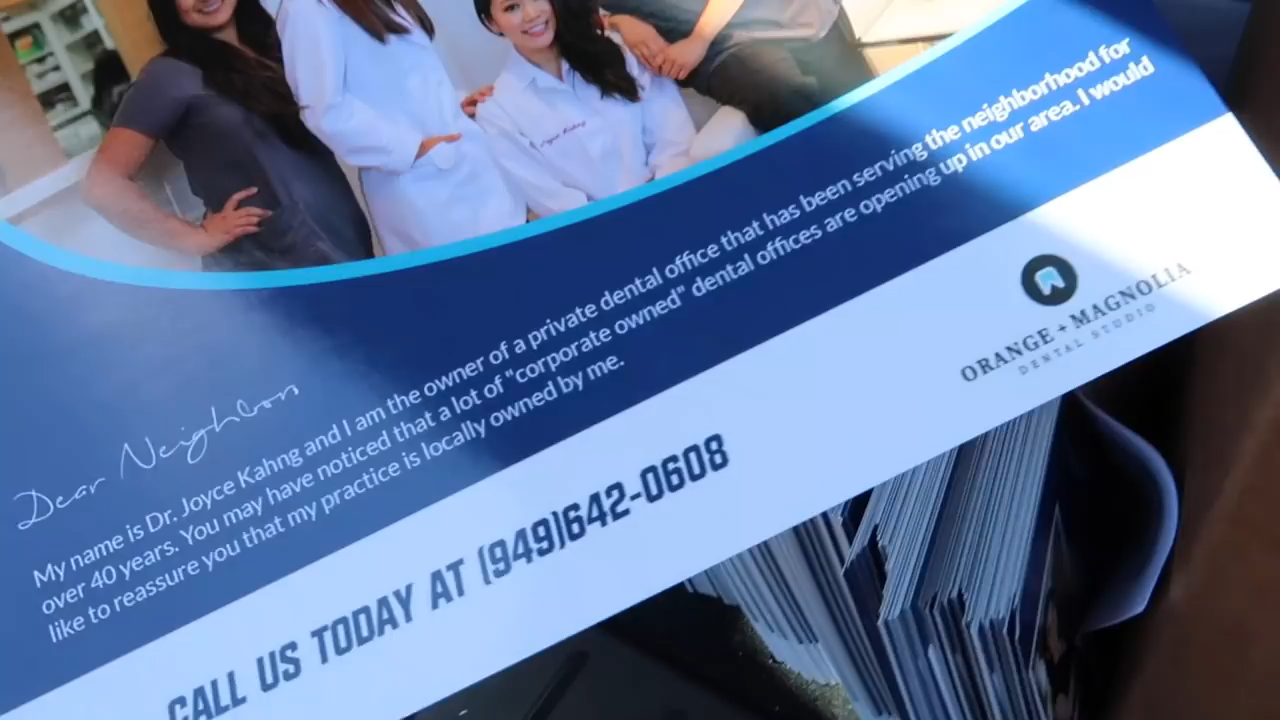 Dear Neighbors
My name is Dr. Joyce Kahng and I am the owner of a private dental office that has been serving the neighborhood for
over 40 years. You may have noticed that a lot of "corporate owned" dental offices are opening up in our area. I would
like to reassure you that my practice is locally owned by me.
CALL US TODAY AT (949)642-0608
ORANGE + MAGNOLIA
DENTAL STUDIO